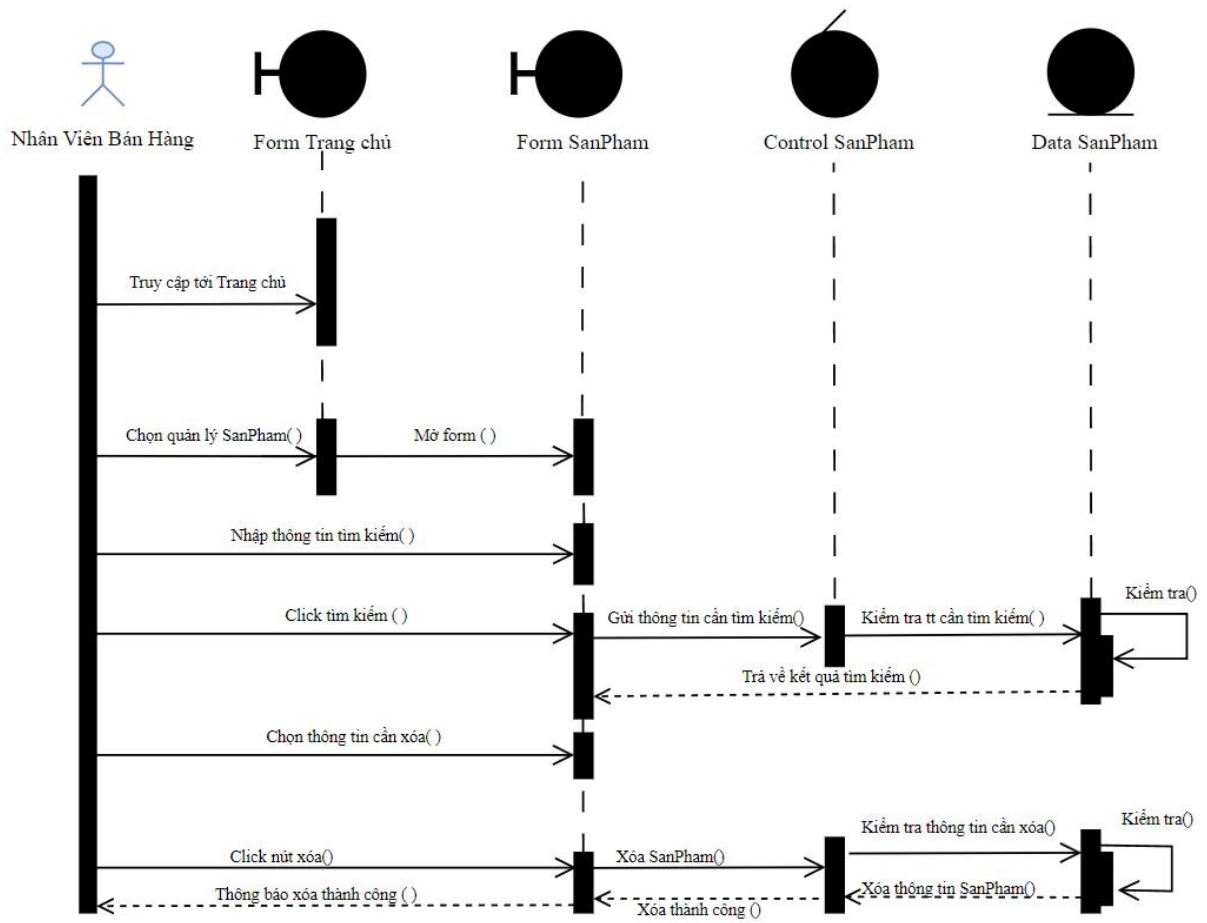 Nhân Viên Bán Hàng
Form Trang chủ
Form SanPham
Control SanPham
Data SanPham
Truy cập tới Trang chủ
Chọn quản lý SanPham( )
Mở form ( )
Nhập thông tin tìm kiếm( )
Click tìm kiếm ( )
Gửi thông tin cần tìm kiếm()
Kiểm tra tt cần tìm kiếm( )
Kiểm tra()
Trả về kết quả tìm kiếm ()
Chọn thông tin cần xóa( )
Click nút xóa()
Xóa SanPham()
Kiểm tra thông tin cần xóa()
Kiểm tra()
Thông báo xóa thành công ( )
Xóa thành công ()
Xóa thông tin SanPham()